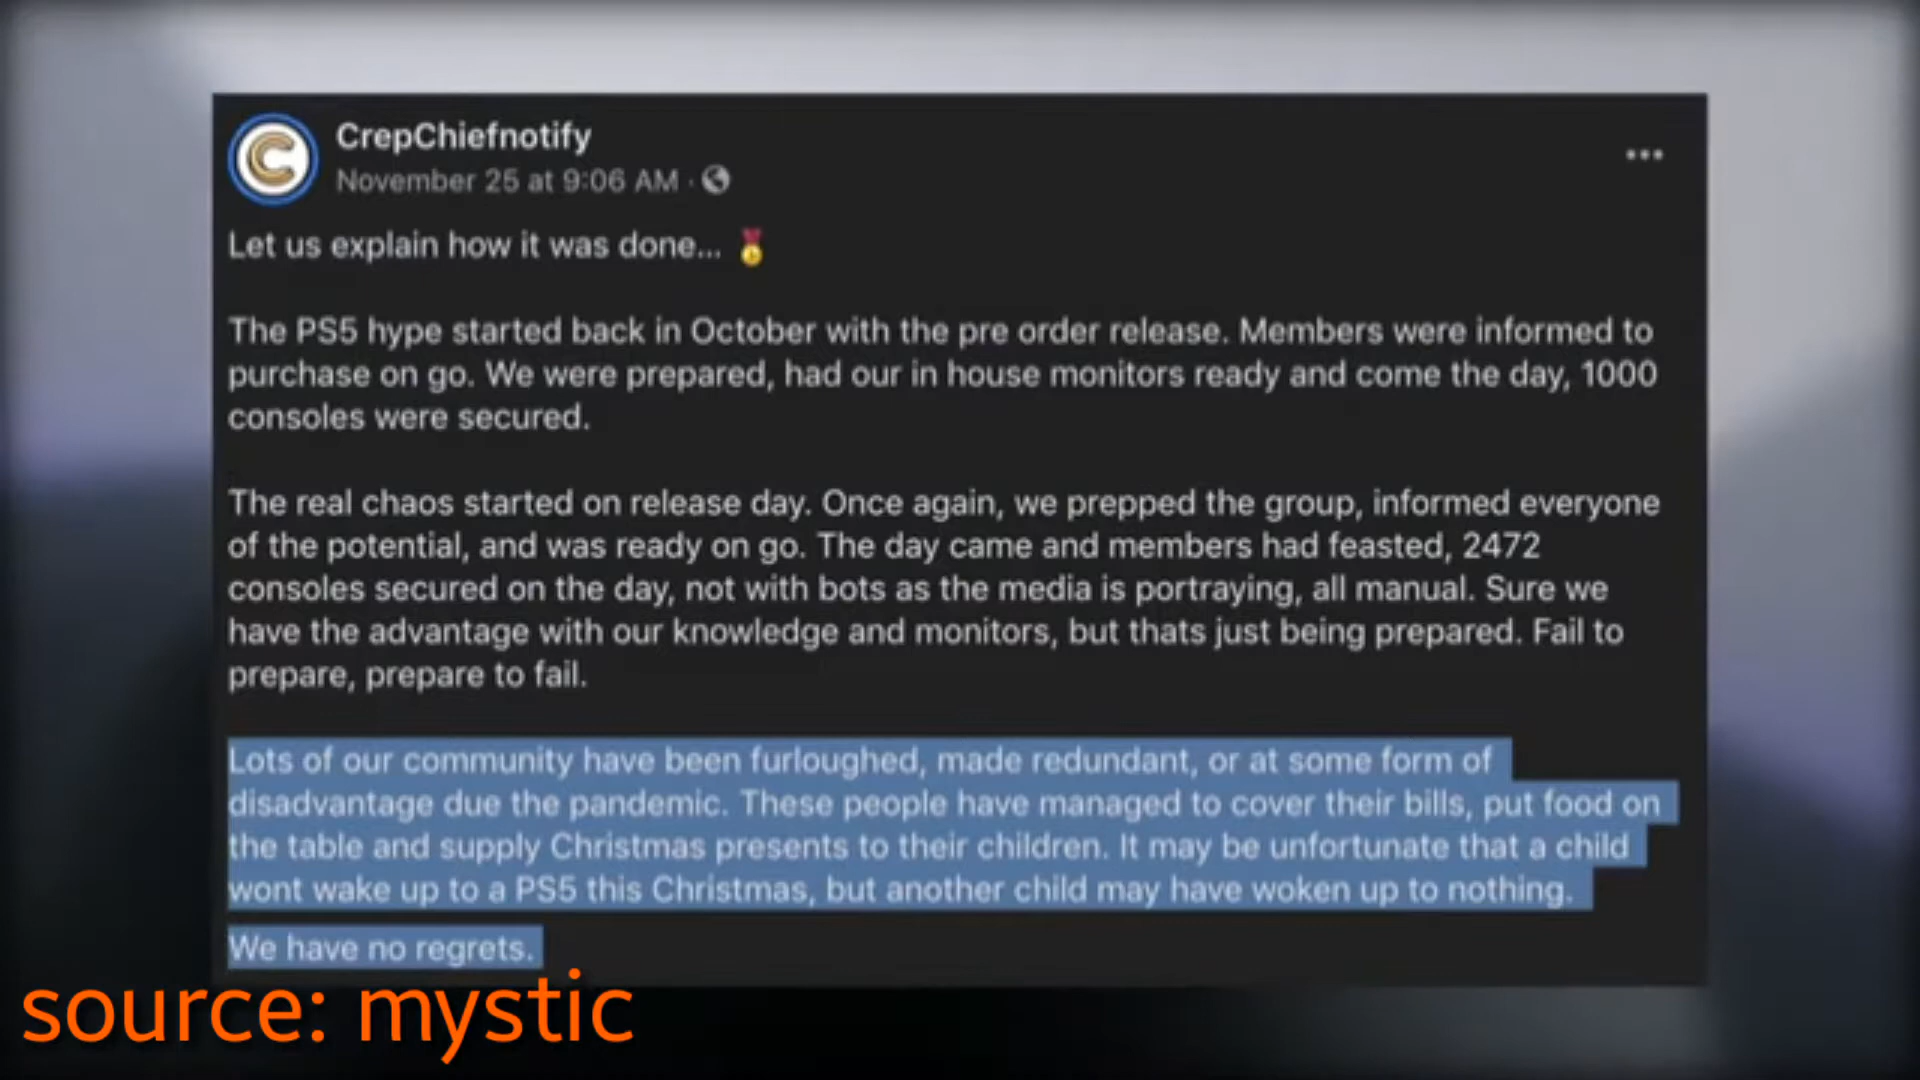 CrepChiefnotify
November 25 at 9:06 AM ·
Let us explain how it was done... 🏅
The PS5 hype started back in October with the pre order release. Members were informed to
purchase on go. We were prepared, had our in house monitors ready and come the day, 1000
consoles were secured.
The real chaos started on release day. Once again, we prepped the group, informed everyone
of the potential, and was ready on go. The day came and members had feasted, 2472
consoles secured on the day, not with bots as the media is portraying, all manual. Sure we
have the advantage with our knowledge and monitors, but thats just being prepared. Fail to
prepare, prepare to fail.
Lots of our community have been furloughed, made redundant, or at some form of
disadvantage due the pandemic. These people have managed to cover their bills, put food on
the table and supply Christmas presents to their children. It may be unfortunate that a child
wont wake up to a PS5 this Christmas, but another child may have woken up to nothing.
We have no regrets.
source: mystic